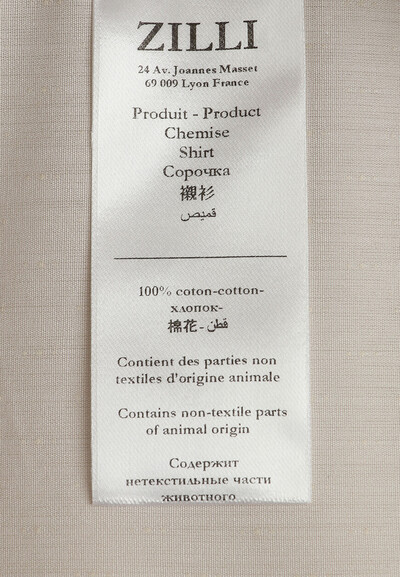 ZILLI
24 Av. Joannes Masset
69 009 Lyon France
Produit - Product
Chemise
Shirt
Сорочка
襯衫
قميص
100% coton-cotton-
хлопок-
棉花 - قطن
Contient des parties non
textiles d'origine animale
Contains non-textile parts
of animal origin
Содержит
нетекстильные части
животного